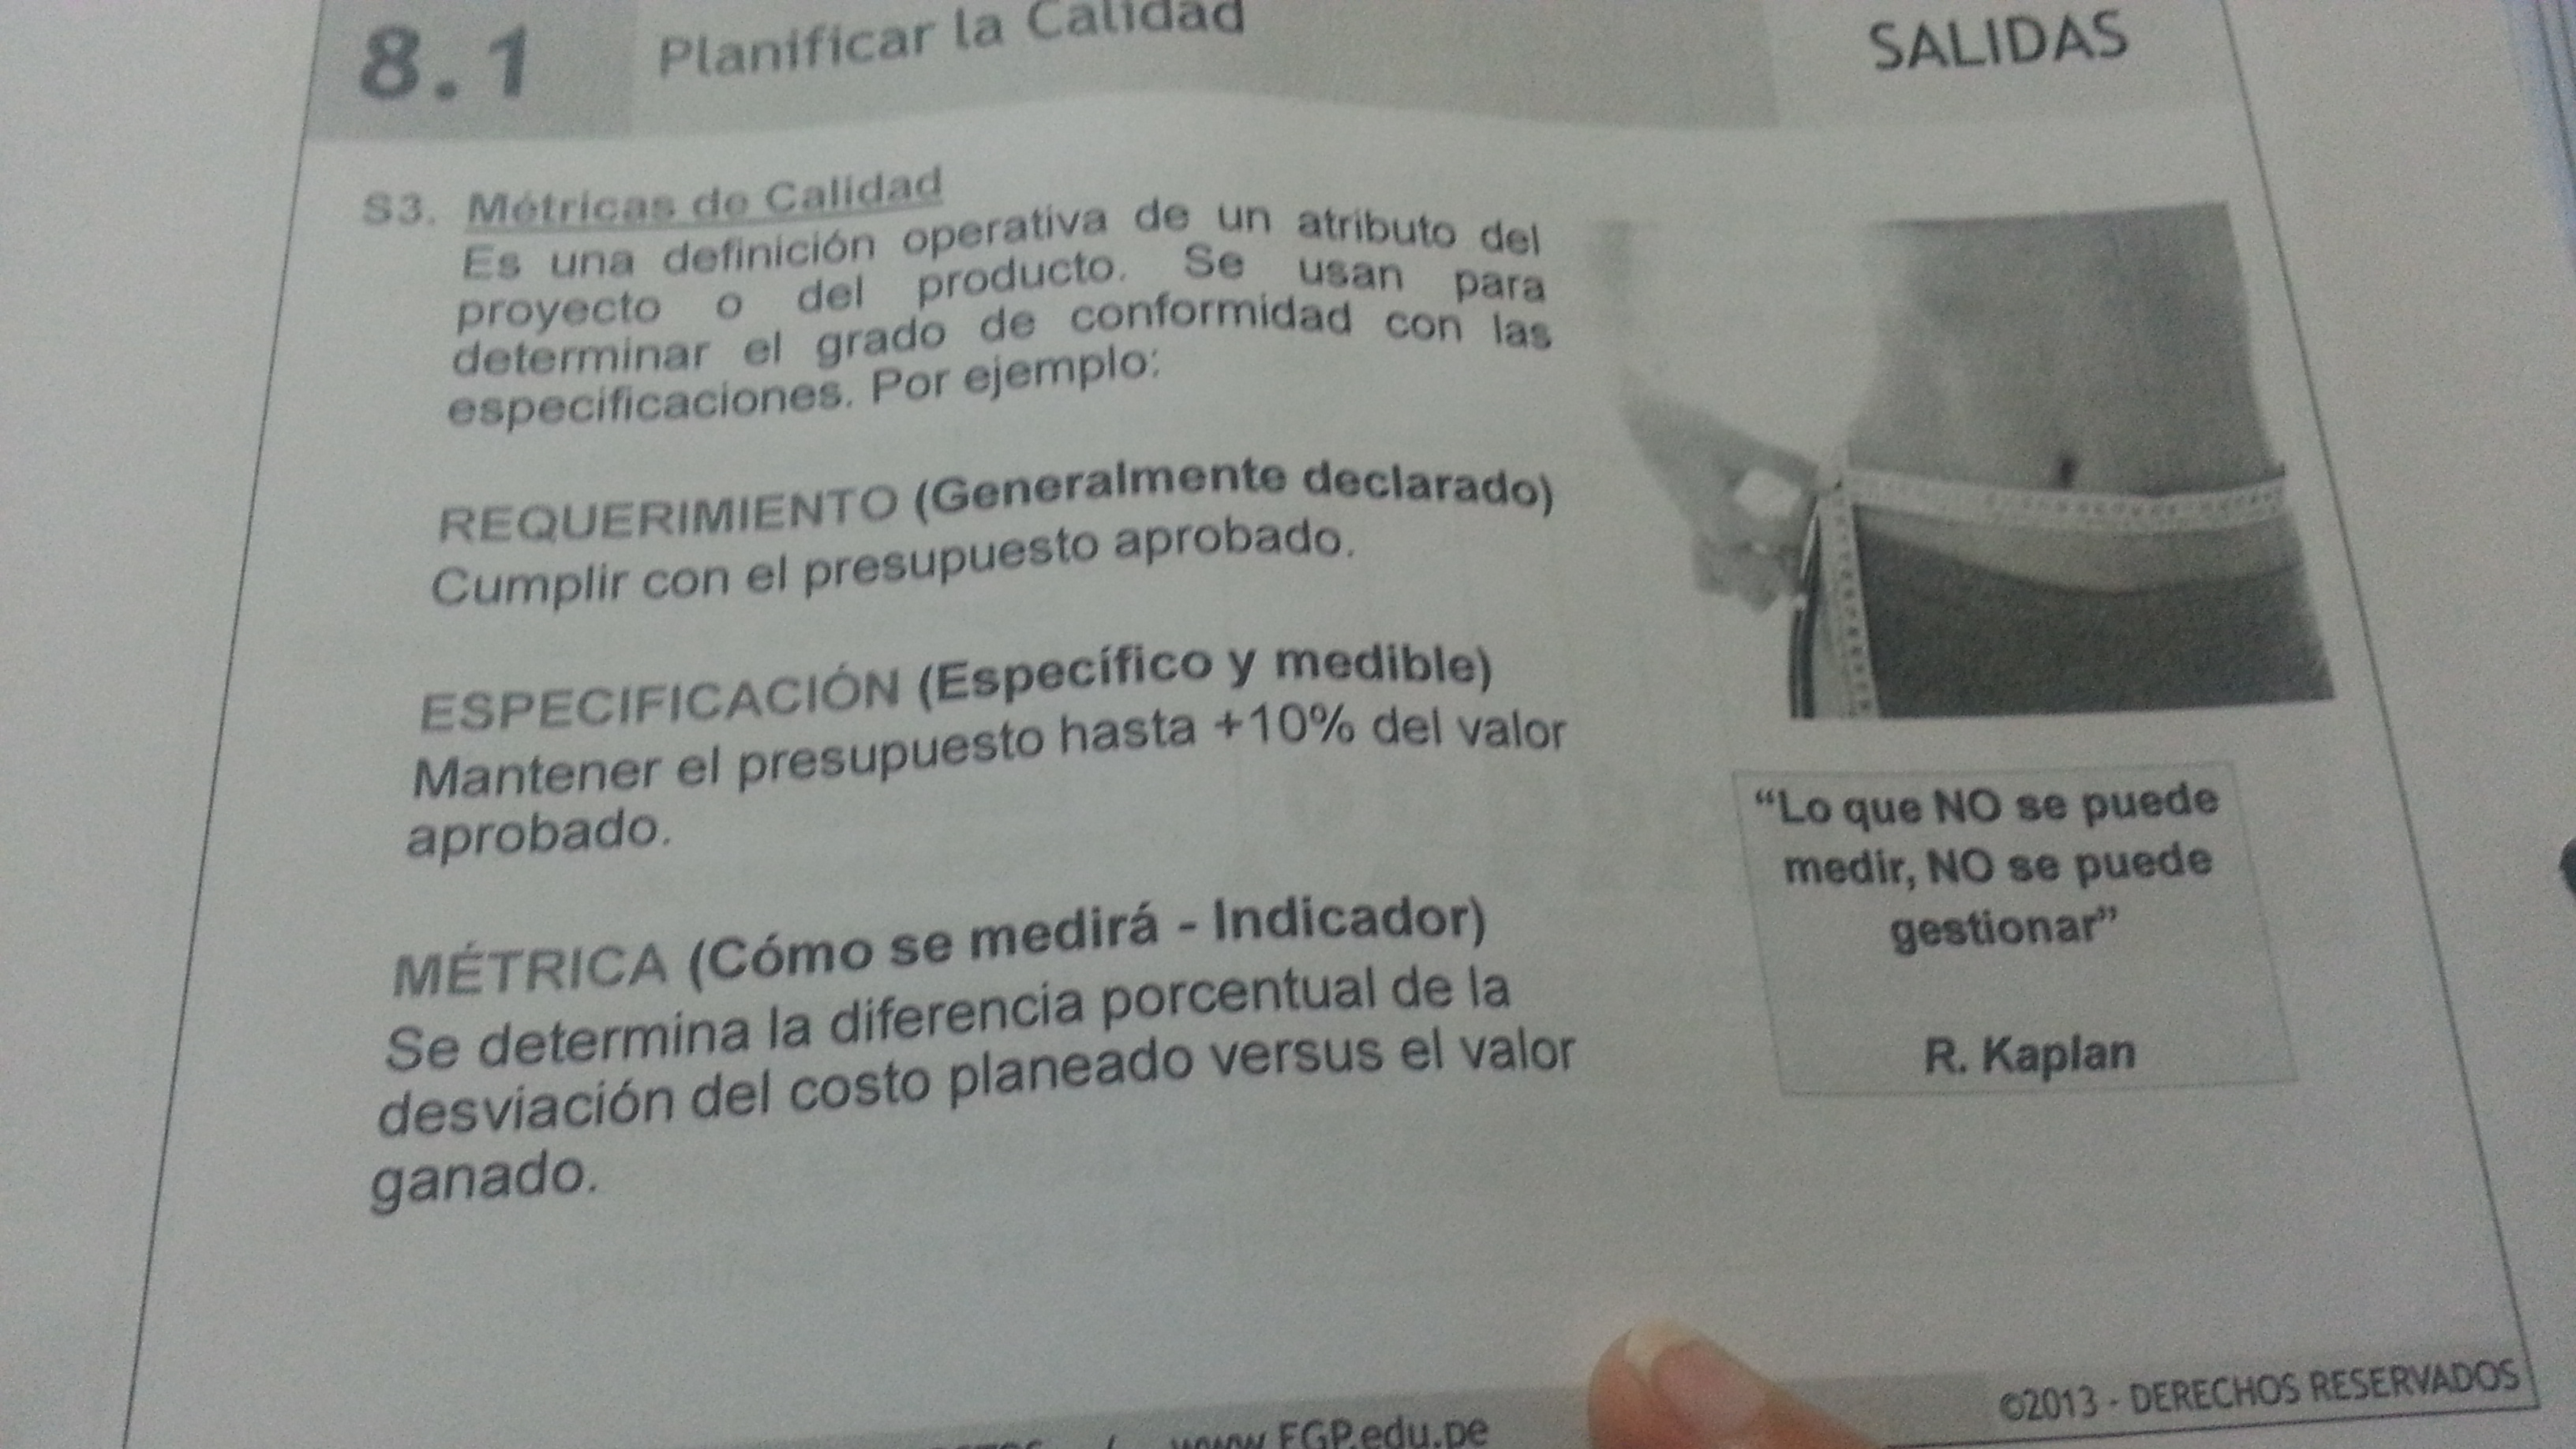 8.1 Planificar la Calidad
SALIDAS
S3. Métricas de Calidad
Es una definición operativa de un atributo del
proyecto o del producto. Se usan para
determinar el grado de conformidad con las
especificaciones. Por ejemplo:
REQUERIMIENTO (Generalmente declarado)
Cumplir con el presupuesto aprobado.
ESPECIFICACIÓN (Específico y medible)
Mantener el presupuesto hasta +10% del valor
aprobado.
MÉTRICA (Cómo se medirá - Indicador)
Se determina la diferencia porcentual de la
desviación del costo planeado versus el valor
ganado.
“Lo que NO se puede
medir, NO se puede
gestionar”
R. Kaplan
/ www.EGP.edu.pe
©2013 - DERECHOS RESERVADOS